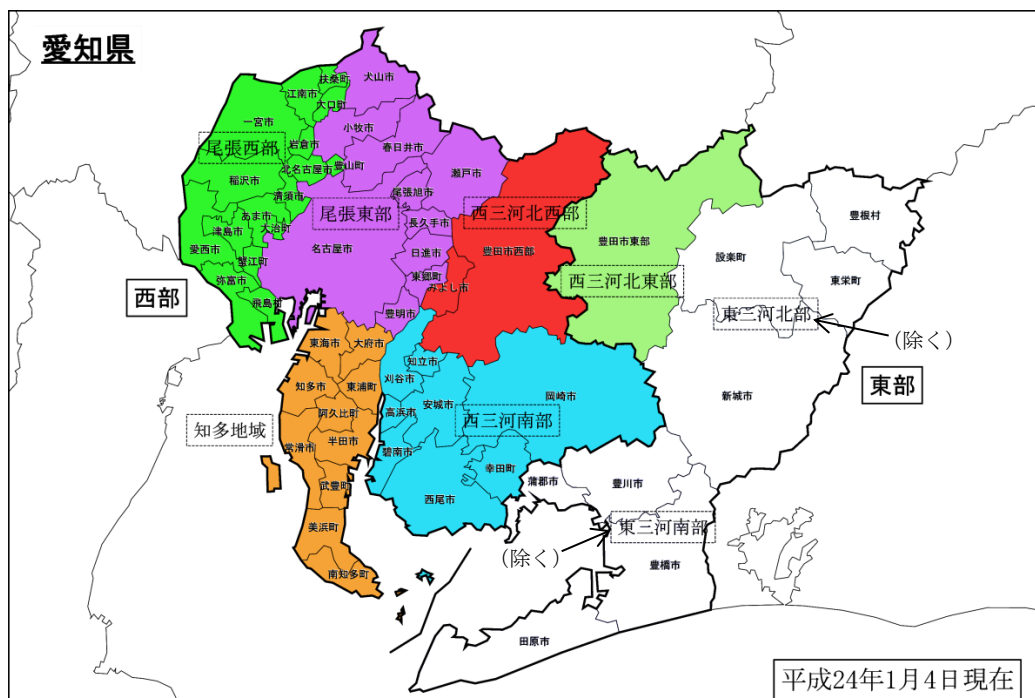 愛知県
扶桑町
犬山市
江南市
大口町
一宮市
小牧市
尾張西部
岩倉市
春日井市
豊山町
北名古屋市
瀬戸市
稲沢市
清須市
尾張旭市
尾張東部
西三河北西部
あま市
津島市
大治町
長久手市
豊根村
愛西市
名古屋市
日進市
豊田市西部
豊田市東部
設楽町
蟹江町
東郷町
みよし市
弥富市
西三河北東部
東栄町
西部
飛島村
豊明市
東三河北部
(除く)
東海市
大府市
知立市
刈谷市
知多市
東浦町
東部
岡崎市
新城市
安城市
高浜市
阿久比町
西三河南部
知多地域
常滑市
半田市
碧南市
幸田町
武豊町
西尾市
蒲郡市
豊川市
美浜町
東三河南部
(除く)
豊橋市
南知多町
田原市
平成24年1月4日現在